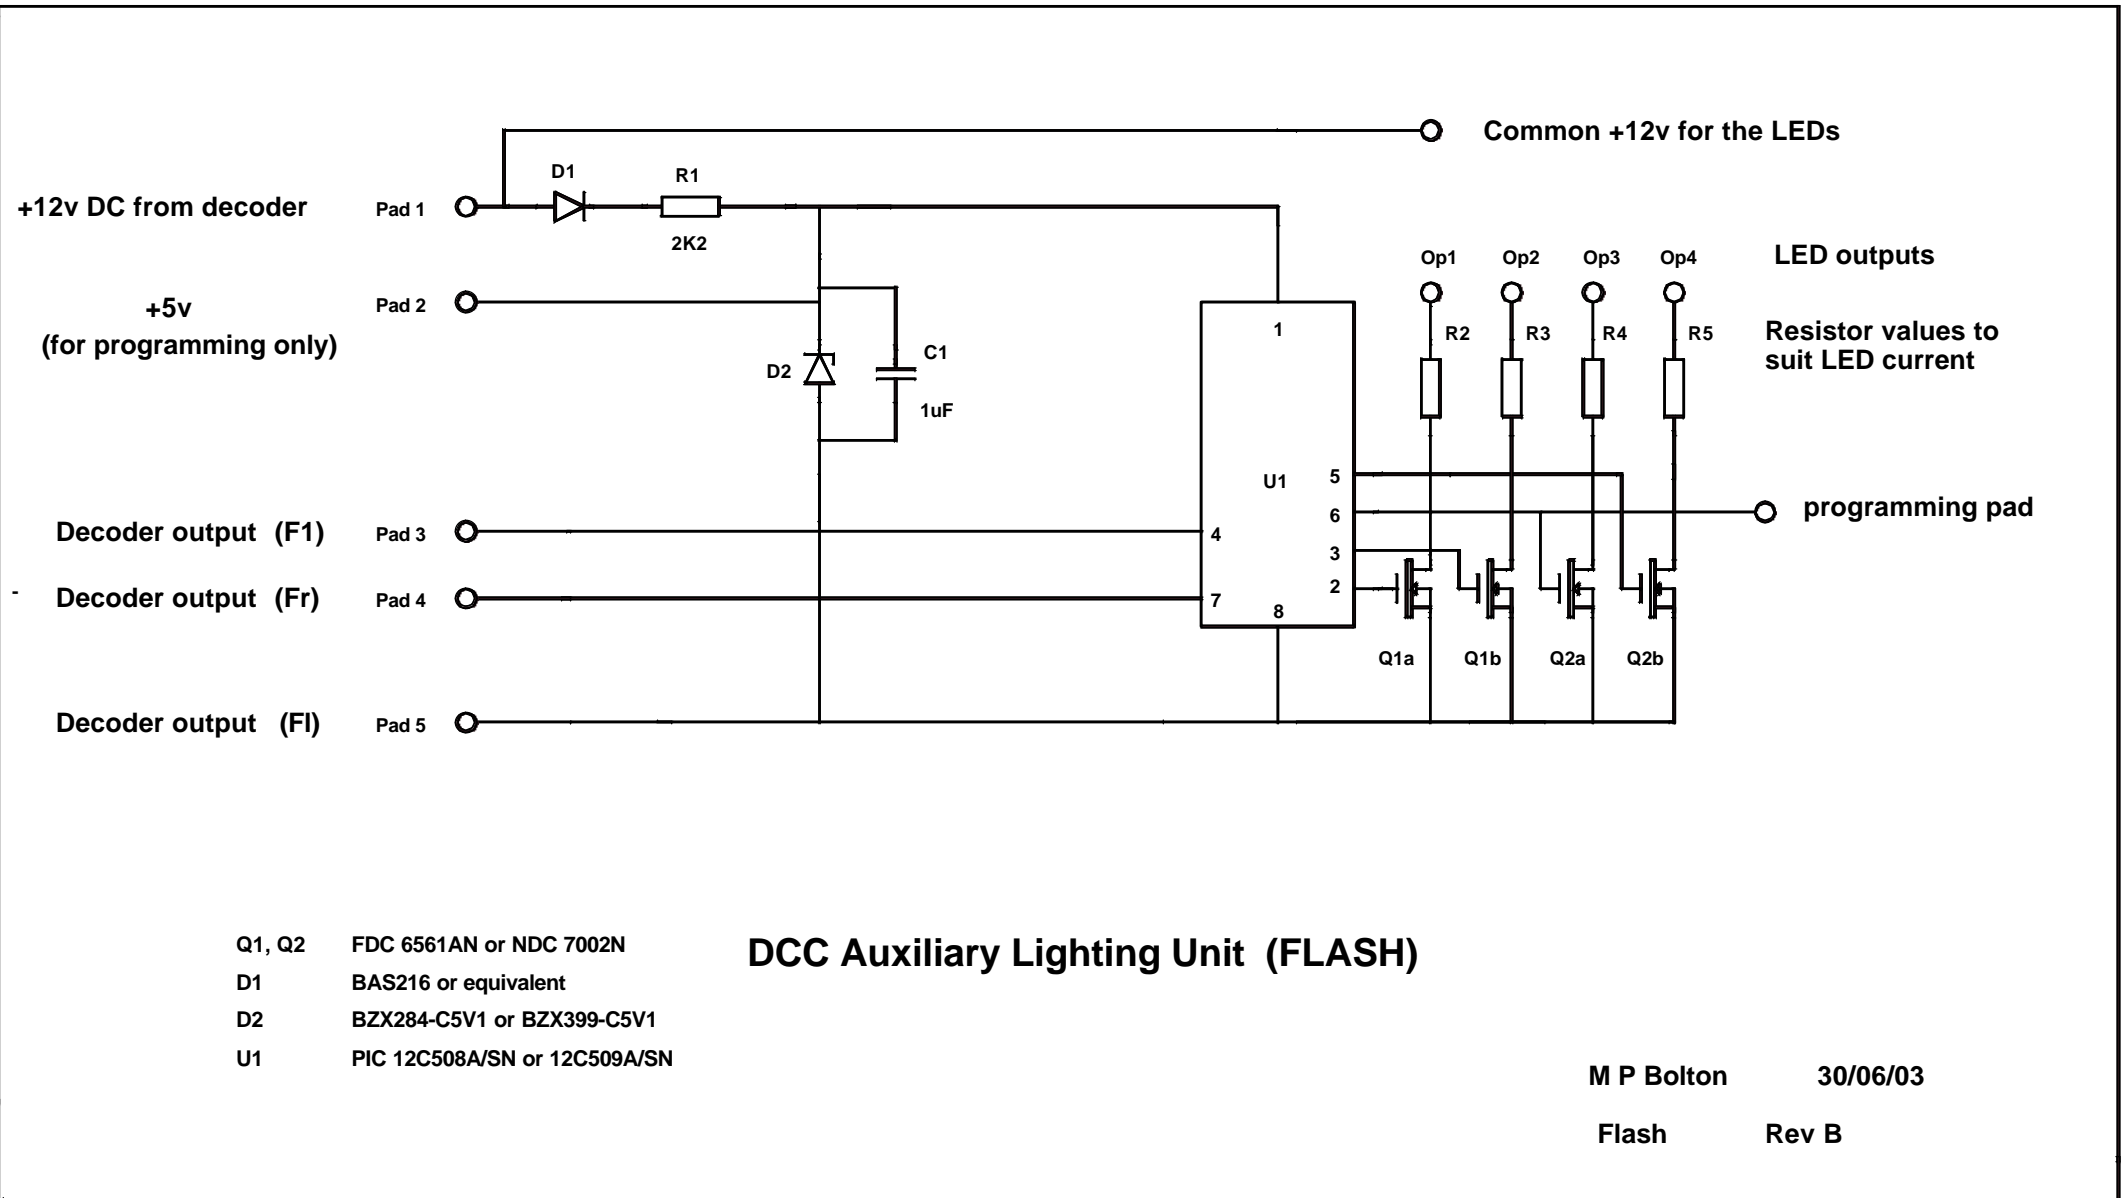 Common +12v for the LEDs
D1
R1
+12v DC from decoder Pad 1
2K2
Op1 Op2 Op3 Op4 LED outputs
+5v Pad 2
(for programming only)
1
R2 R3 R4 R5 Resistor values to
suit LED current
D2 C1
1uF
U1 5
6 programming pad
Decoder output (F1) Pad 3 4
3
- Decoder output (Fr) Pad 4 7 2
8
Q1a Q1b Q2a Q2b
Decoder output (Fl) Pad 5
Q1, Q2 FDC 6561AN or NDC 7002N
DCC Auxiliary Lighting Unit (FLASH)
D1 BAS216 or equivalent
D2 BZX284-C5V1 or BZX399-C5V1
U1 PIC 12C508A/SN or 12C509A/SN
M P Bolton 30/06/03
Flash Rev B